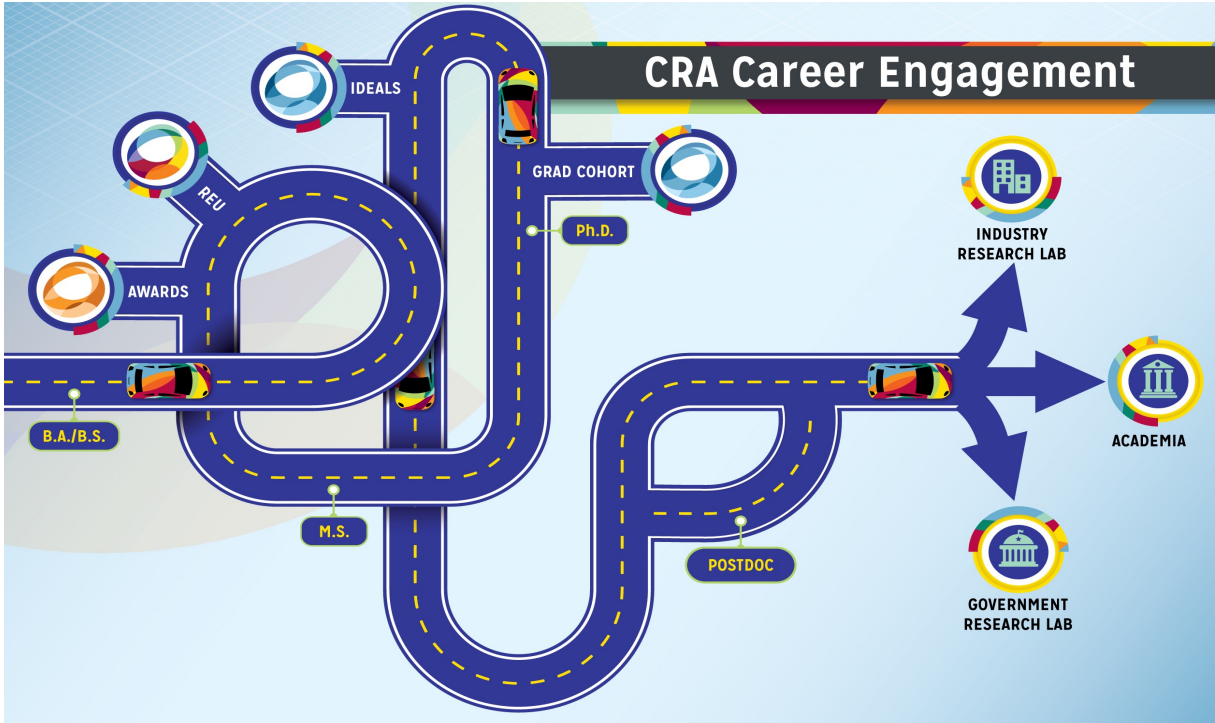 CRA Career Engagement
IDEALS
REU
GRAD COHORT
AWARDS
Ph.D.
B.A./B.S.
M.S.
POSTDOC
INDUSTRY
RESEARCH LAB
ACADEMIA
GOVERNMENT
RESEARCH LAB